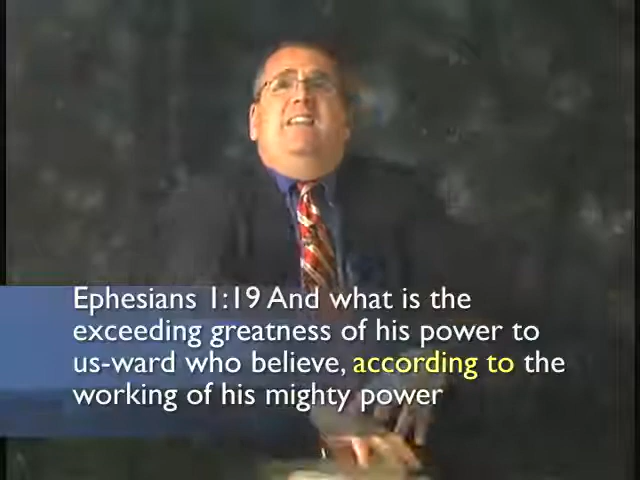 Ephesians 1:19 And what is the
exceeding greatness of his power to
us-ward who believe, according to the
working of his mighty power